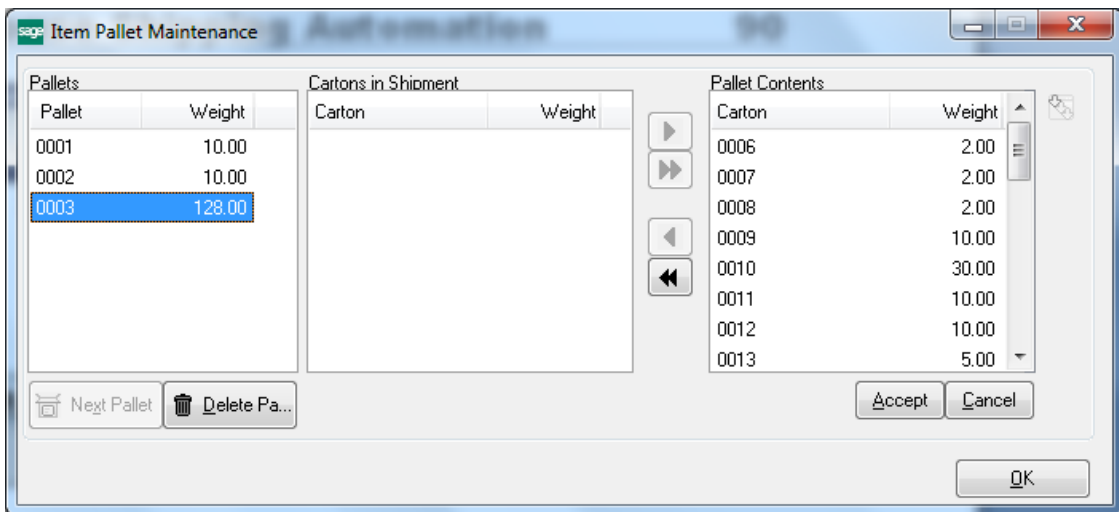 sage Item Pallet Maintenance
Automation 90
Pallets Cartons in Shipment Pallet Contents
Pallet Weight Carton Weight Carton Weight
0001 10.00 0006 2.00
0002 10.00 0007 2.00
0003 128.00 0008 2.00
0009 10.00
0010 30.00
0011 10.00
0012 10.00
0013 5.00
Next Pallet Delete Pa... Accept Cancel
OK